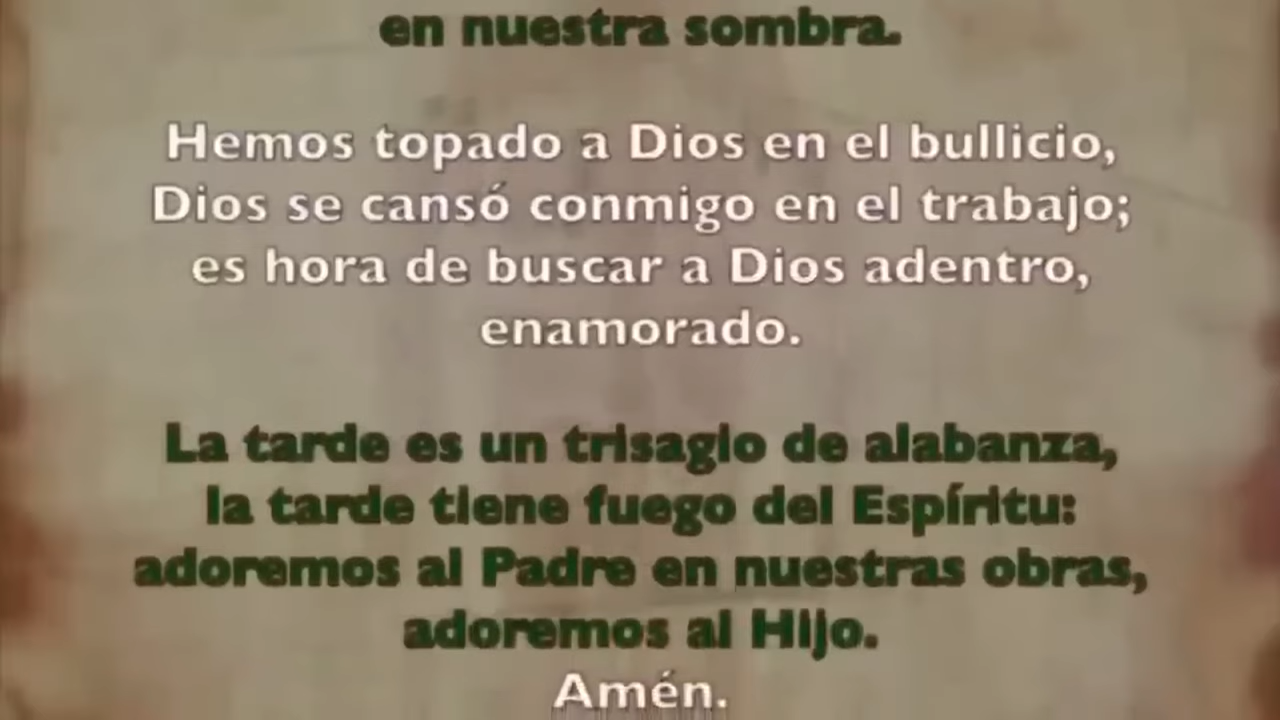 en nuestra sombra.
Hemos topado a Dios en el bullicio,
Dios se cansó conmigo en el trabajo;
es hora de buscar a Dios adentro,
enamorado.
La tarde es un trisagio de alabanza,
la tarde tiene fuego del Espíritu:
adoremos al Padre en nuestras obras,
adoremos al Hijo.
Amén.